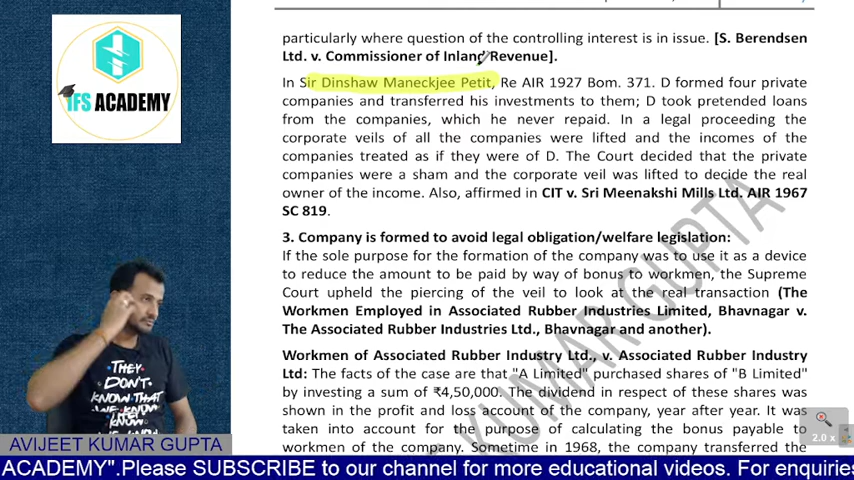 particularly where question of the controlling interest is in issue. [S. Berendsen
Ltd. v. Commissioner of Inland Revenue].
In Sir Dinshaw Maneckjee Petit, Re AIR 1927 Bom. 371. D formed four private
companies and transferred his investments to them; D took pretended loans
from the companies, which he never repaid. In a legal proceeding the
corporate veils of all the companies were lifted and the incomes of the
companies treated as if they were of D. The Court decided that the private
companies were a sham and the corporate veil was lifted to decide the real
owner of the income. Also, affirmed in CIT v. Sri Meenakshi Mills Ltd. AIR 1967
SC 819.
3. Company is formed to avoid legal obligation/welfare legislation:
If the sole purpose for the formation of the company was to use it as a device
to reduce the amount to be paid by way of bonus to workmen, the Supreme
Court upheld the piercing of the veil to look at the real transaction (The
Workmen Employed in Associated Rubber Industries Limited, Bhavnagar v.
The Associated Rubber Industries Ltd., Bhavnagar and another).
Workmen of Associated Rubber Industry Ltd., v. Associated Rubber Industry
Ltd: The facts of the case are that "A Limited" purchased shares of "B Limited"
by investing a sum of ₹4,50,000. The dividend in respect of these shares was
shown in the profit and loss account of the company, year after year. It was
taken into account for the purpose of calculating the bonus payable to
workmen of the company. Sometime in 1968, the company transferred the
KUMAR GUPTA
IFS ACADEMY
THEY
DON'T
KNOW THAT
WE KNOW
THEY
KNOW
2.0 x
AVIJEET KUMAR GUPTA
ACADEMY".Please SUBSCRIBE to our channel for more educational videos. For enquiries